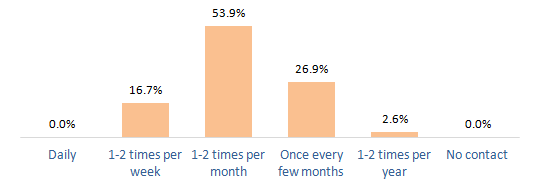 53.9%
26.9%
16.7%
2.6%
0.0%
0.0%
Daily
1-2 times per week
1-2 times per month
Once every few months
1-2 times per year
No contact